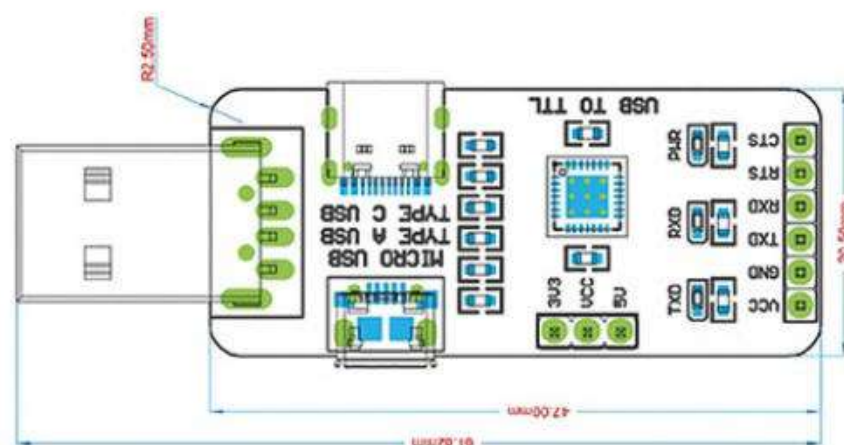 R2.50mm
USB TO TTL
PWR
CTS
RTS
RXD
RXD
TXD
GND
TXD
VCC
MICRO USB
TYPE A USB
TYPE C USB
3V3
VCC
5V
47.00mm